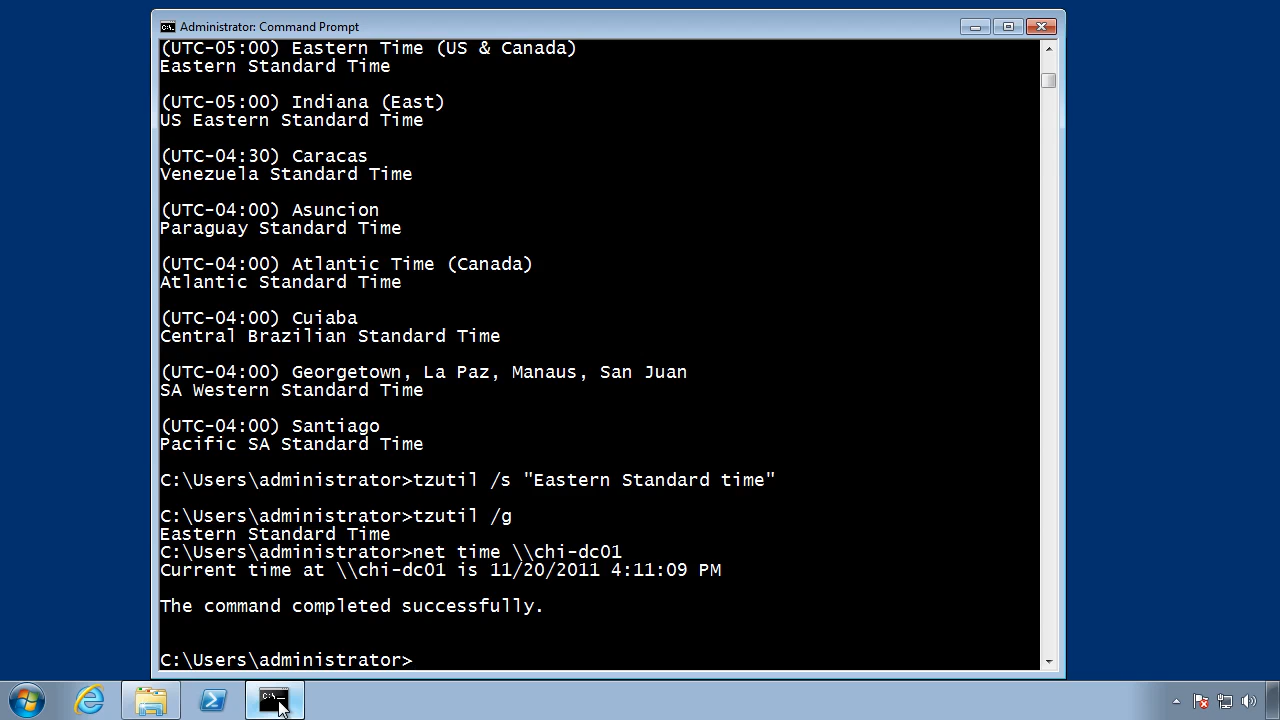 Administrator: Command Prompt
(UTC-05:00) Eastern Time (US & Canada)
Eastern Standard Time
(UTC-05:00) Indiana (East)
US Eastern Standard Time
(UTC-04:30) Caracas
Venezuela Standard Time
(UTC-04:00) Asuncion
Paraguay Standard Time
(UTC-04:00) Atlantic Time (Canada)
Atlantic Standard Time
(UTC-04:00) Cuiaba
Central Brazilian Standard Time
(UTC-04:00) Georgetown, La Paz, Manaus, San Juan
SA Western Standard Time
(UTC-04:00) Santiago
Pacific SA Standard Time
C:\Users\administrator>tzutil /s "Eastern Standard time"
C:\Users\administrator>tzutil /g
Eastern Standard Time
C:\Users\administrator>net time \\chi-dc01
Current time at \\chi-dc01 is 11/20/2011 4:11:09 PM
The command completed successfully.
C:\Users\administrator>